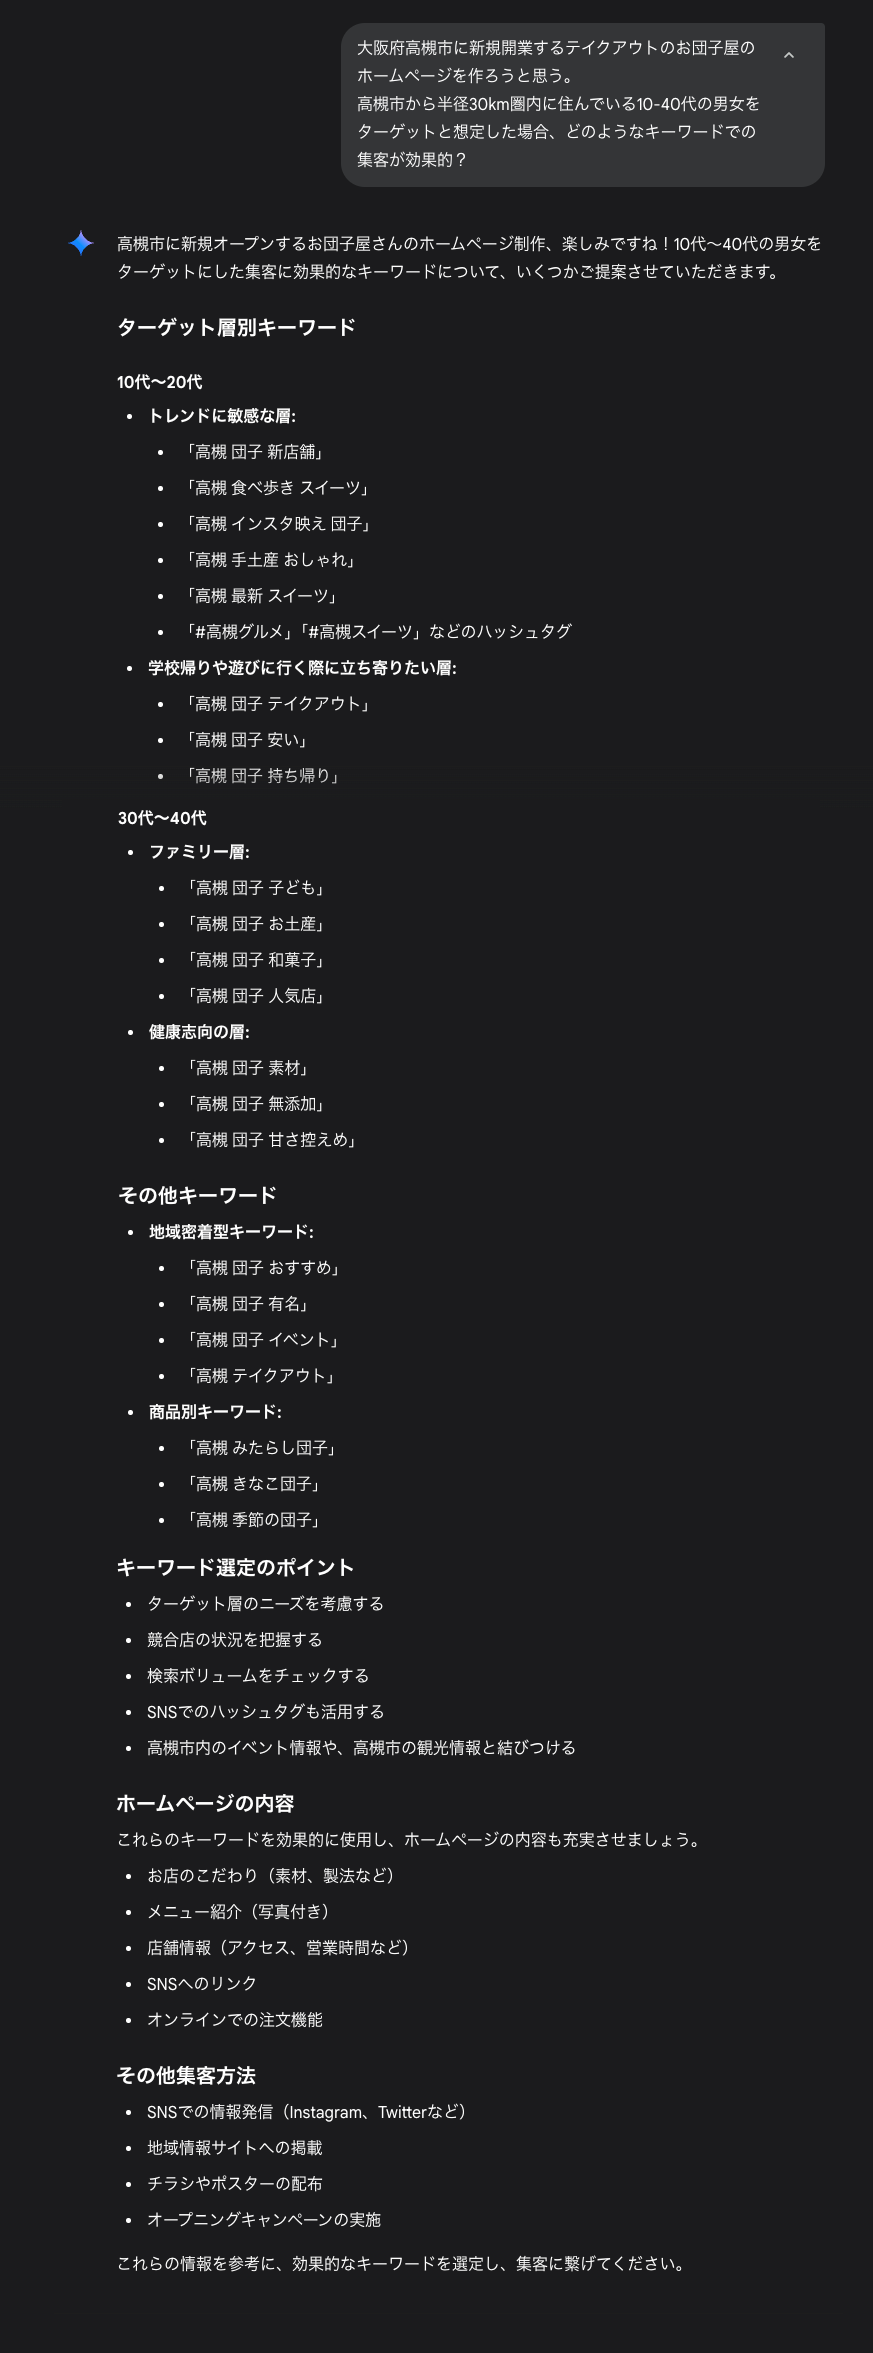 大阪府高槻市に新規開業するテイクアウトのお団子屋の
ホームページを作ろうと思う。
高槻市から半径30km圏内に住んでいる10-40代の男女を
ターゲットと想定した場合、どのようなキーワードでの
集客が効果的？
高槻市に新規オープンするお団子屋さんのホームページ制作、楽しみですね！10代〜40代の男女を
ターゲットにした集客に効果的なキーワードについて、いくつかご提案させていただきます。
ターゲット層別キーワード
10代〜20代
• トレンドに敏感な層:
• 「高槻 団子 新店舗」
• 「高槻 食べ歩き スイーツ」
• 「高槻 インスタ映え 団子」
• 「高槻 手土産 おしゃれ」
• 「高槻 最新 スイーツ」
• 「#高槻グルメ」「#高槻スイーツ」などのハッシュタグ
• 学校帰りや遊びに行く際に立ち寄りたい層:
• 「高槻 団子 テイクアウト」
• 「高槻 団子 安い」
• 「高槻 団子 持ち帰り」
30代〜40代
• ファミリー層:
• 「高槻 団子 子ども」
• 「高槻 団子 お土産」
• 「高槻 団子 和菓子」
• 「高槻 団子 人気店」
• 健康志向の層:
• 「高槻 団子 素材」
• 「高槻 団子 無添加」
• 「高槻 団子 甘さ控えめ」
その他キーワード
• 地域密着型キーワード:
• 「高槻 団子 おすすめ」
• 「高槻 団子 有名」
• 「高槻 団子 イベント」
• 「高槻 テイクアウト」
• 商品別キーワード:
• 「高槻 みたらし団子」
• 「高槻 きなこ団子」
• 「高槻 季節の団子」
キーワード選定のポイント
• ターゲット層のニーズを考慮する
• 競合店の状況を把握する
• 検索ボリュームをチェックする
• SNSでのハッシュタグも活用する
• 高槻市内のイベント情報や、高槻市の観光情報と結びつける
ホームページの内容
これらのキーワードを効果的に使用し、ホームページの内容も充実させましょう。
• お店のこだわり（素材、製法など）
• メニュー紹介（写真付き）
• 店舗情報（アクセス、営業時間など）
• SNSへのリンク
• オンラインでの注文機能
その他集客方法
• SNSでの情報発信（Instagram、Twitterなど）
• 地域情報サイトへの掲載
• チラシやポスターの配布
• オープニングキャンペーンの実施
これらの情報を参考に、効果的なキーワードを選定し、集客に繋げてください。